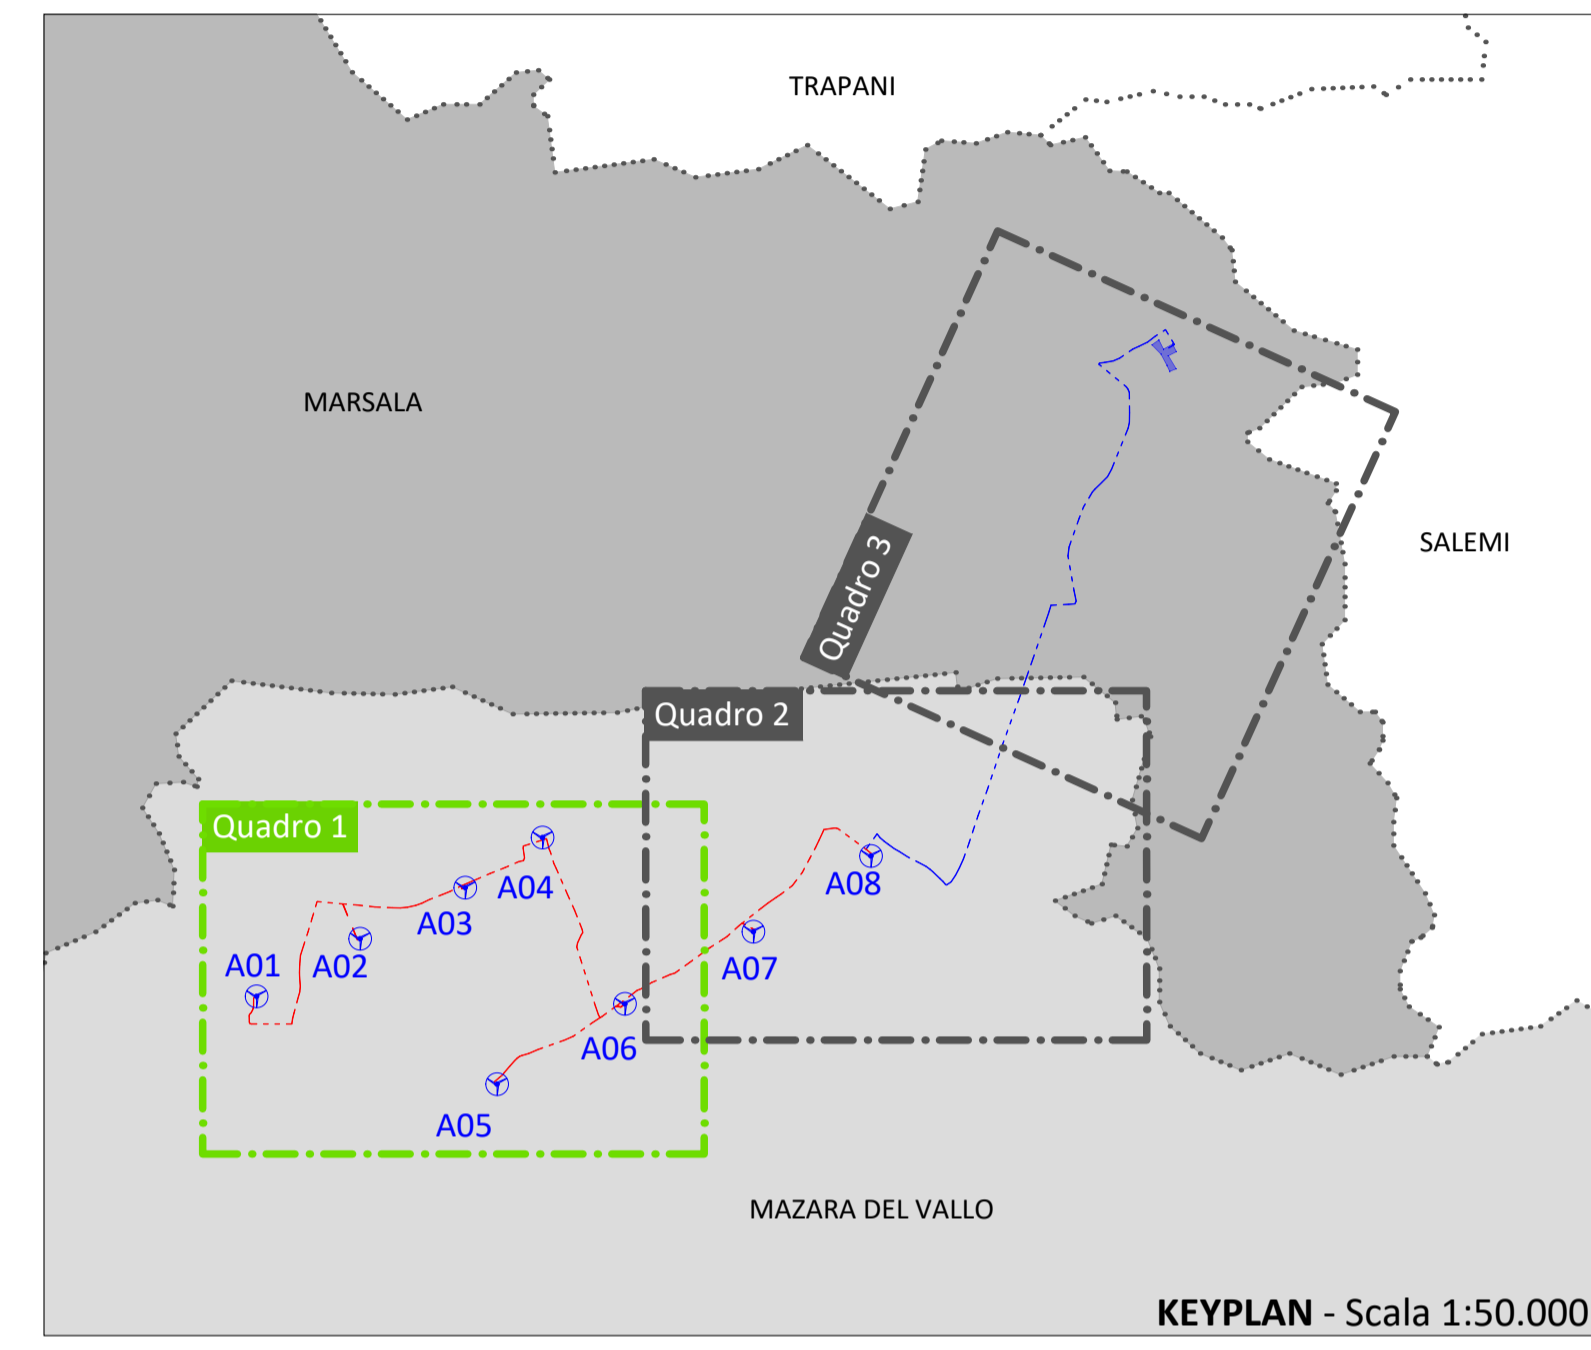 TRAPANI
MARSALA
SALEMI
Quadro 3
Quadro 2
Quadro 1
A04
A08
A03
A01
A02
A07
A06
A05
MAZARA DEL VALLO
KEYPLAN - Scala 1:50.000